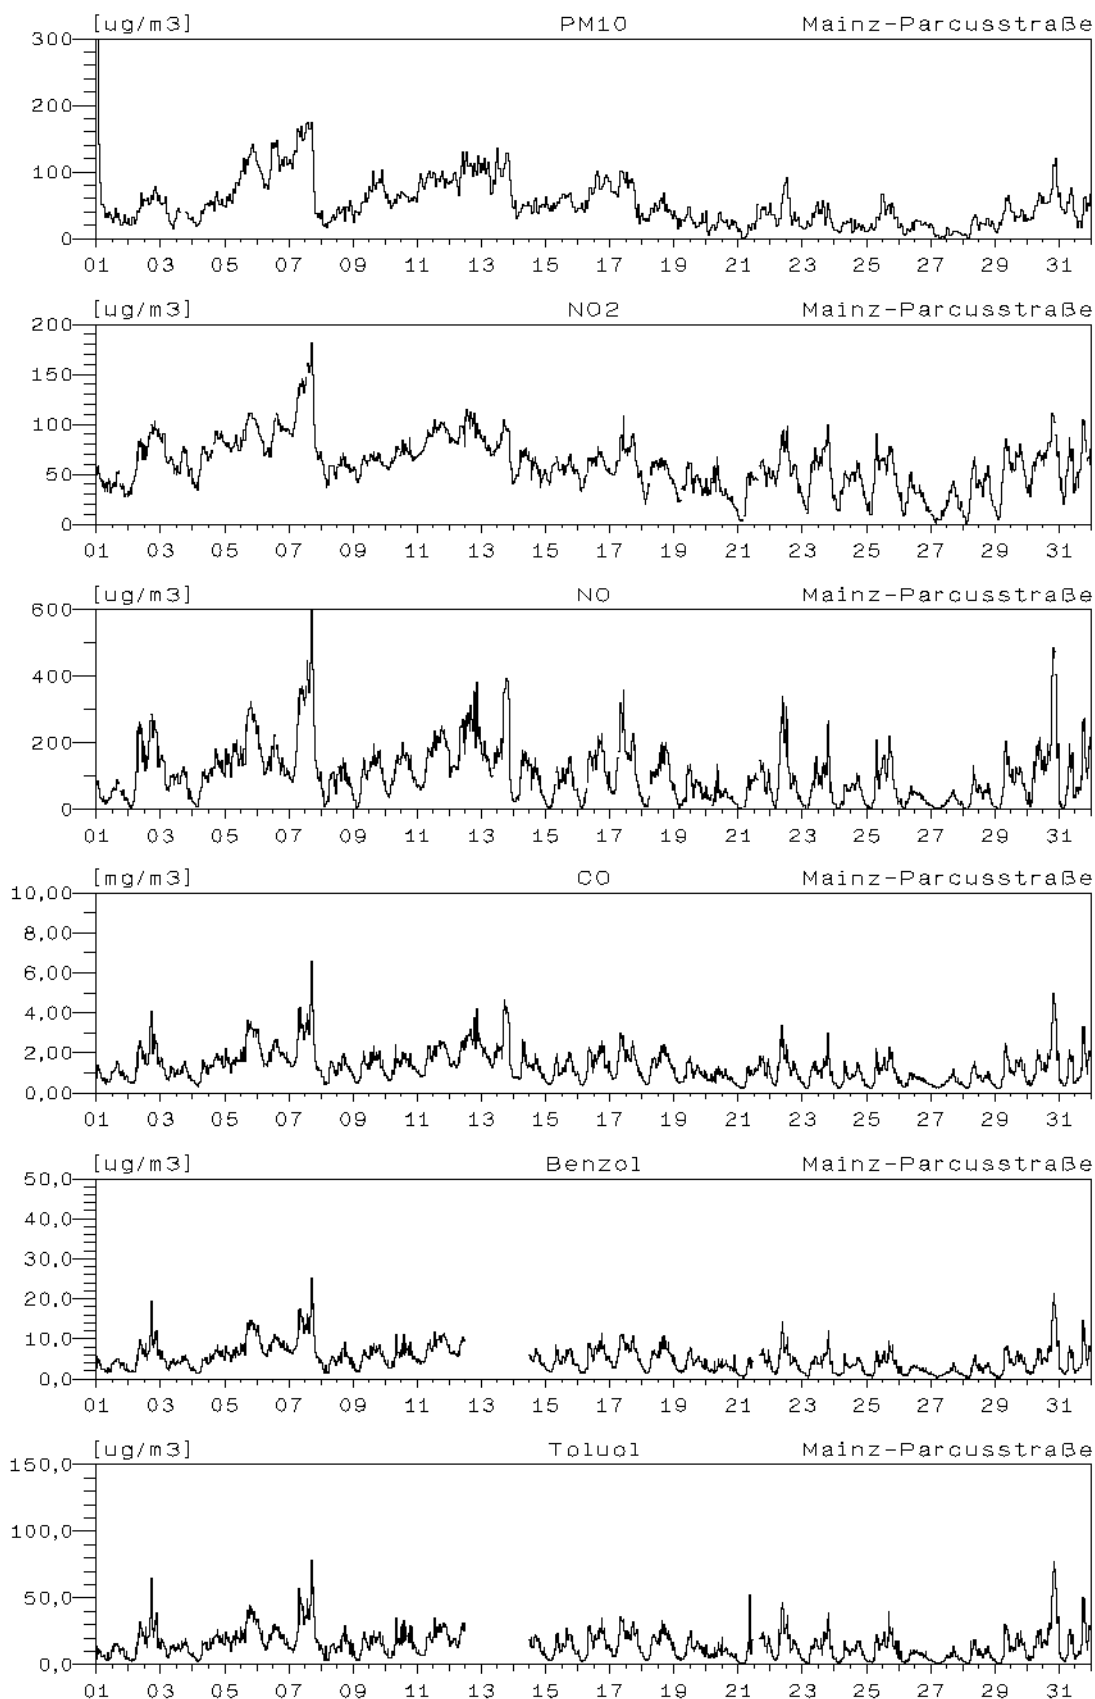 [ug/m3] PM10 Mainz-Parcusstraße
300
200
100
0
01 03 05 07 09 11 13 15 17 19 21 23 25 27 29 31
[ug/m3] NO2 Mainz-Parcusstraße
200
150
100
50
0
01 03 05 07 09 11 13 15 17 19 21 23 25 27 29 31
[ug/m3] NO Mainz-Parcusstraße
600
400
200
0
01 03 05 07 09 11 13 15 17 19 21 23 25 27 29 31
[mg/m3] CO Mainz-Parcusstraße
10,00
8,00
6,00
4,00
2,00
0,00
01 03 05 07 09 11 13 15 17 19 21 23 25 27 29 31
[ug/m3] Benzol Mainz-Parcusstraße
50,0
40,0
30,0
20,0
10,0
0,0
01 03 05 07 09 11 13 15 17 19 21 23 25 27 29 31
[ug/m3] Toluol Mainz-Parcusstraße
150,0
100,0
50,0
0,0
01 03 05 07 09 11 13 15 17 19 21 23 25 27 29 31